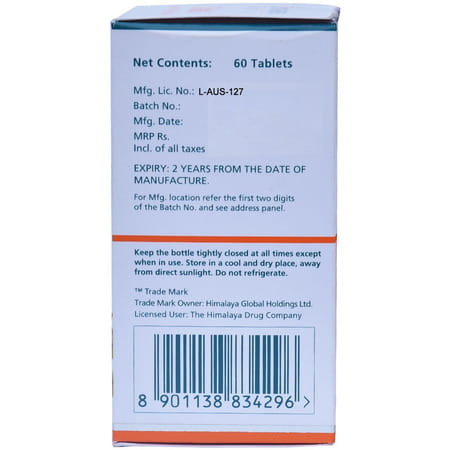 Net Contents: 60 Tablets
Mfg. Lic. No.: L-AUS-127
Batch No.:
Mfg. Date:
MRP Rs.
Incl. of all taxes
EXPIRY: 2 YEARS FROM THE DATE OF
MANUFACTURE.
For Mfg. location refer the first two digits
of the Batch No. and see address panel.
Keep the bottle tightly closed at all times except
when in use. Store in a cool and dry place, away
from direct sunlight. Do not refrigerate.
™ Trade Mark
Trade Mark Owner: Himalaya Global Holdings Ltd.
Licensed User: The Himalaya Drug Company
8 901138 834296 >